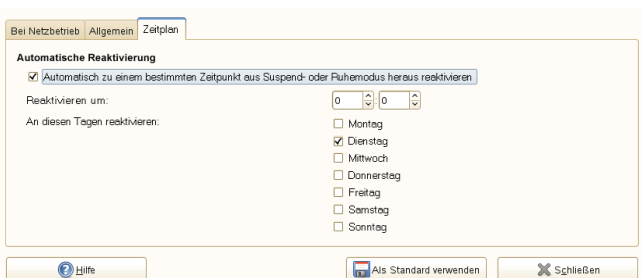 Bei Netzbetrieb Allgemein Zeitplan
Automatische Reaktivierung
Automatisch zu einem bestimmten Zeitpunkt aus Suspend- oder Ruhemodus heraus reaktivieren
Reaktivieren um: 0 : 0
An diesen Tagen reaktivieren: Montag
Dienstag
Mittwoch
Donnerstag
Freitag
Samstag
Sonntag
Hilfe Als Standard verwenden Schließen